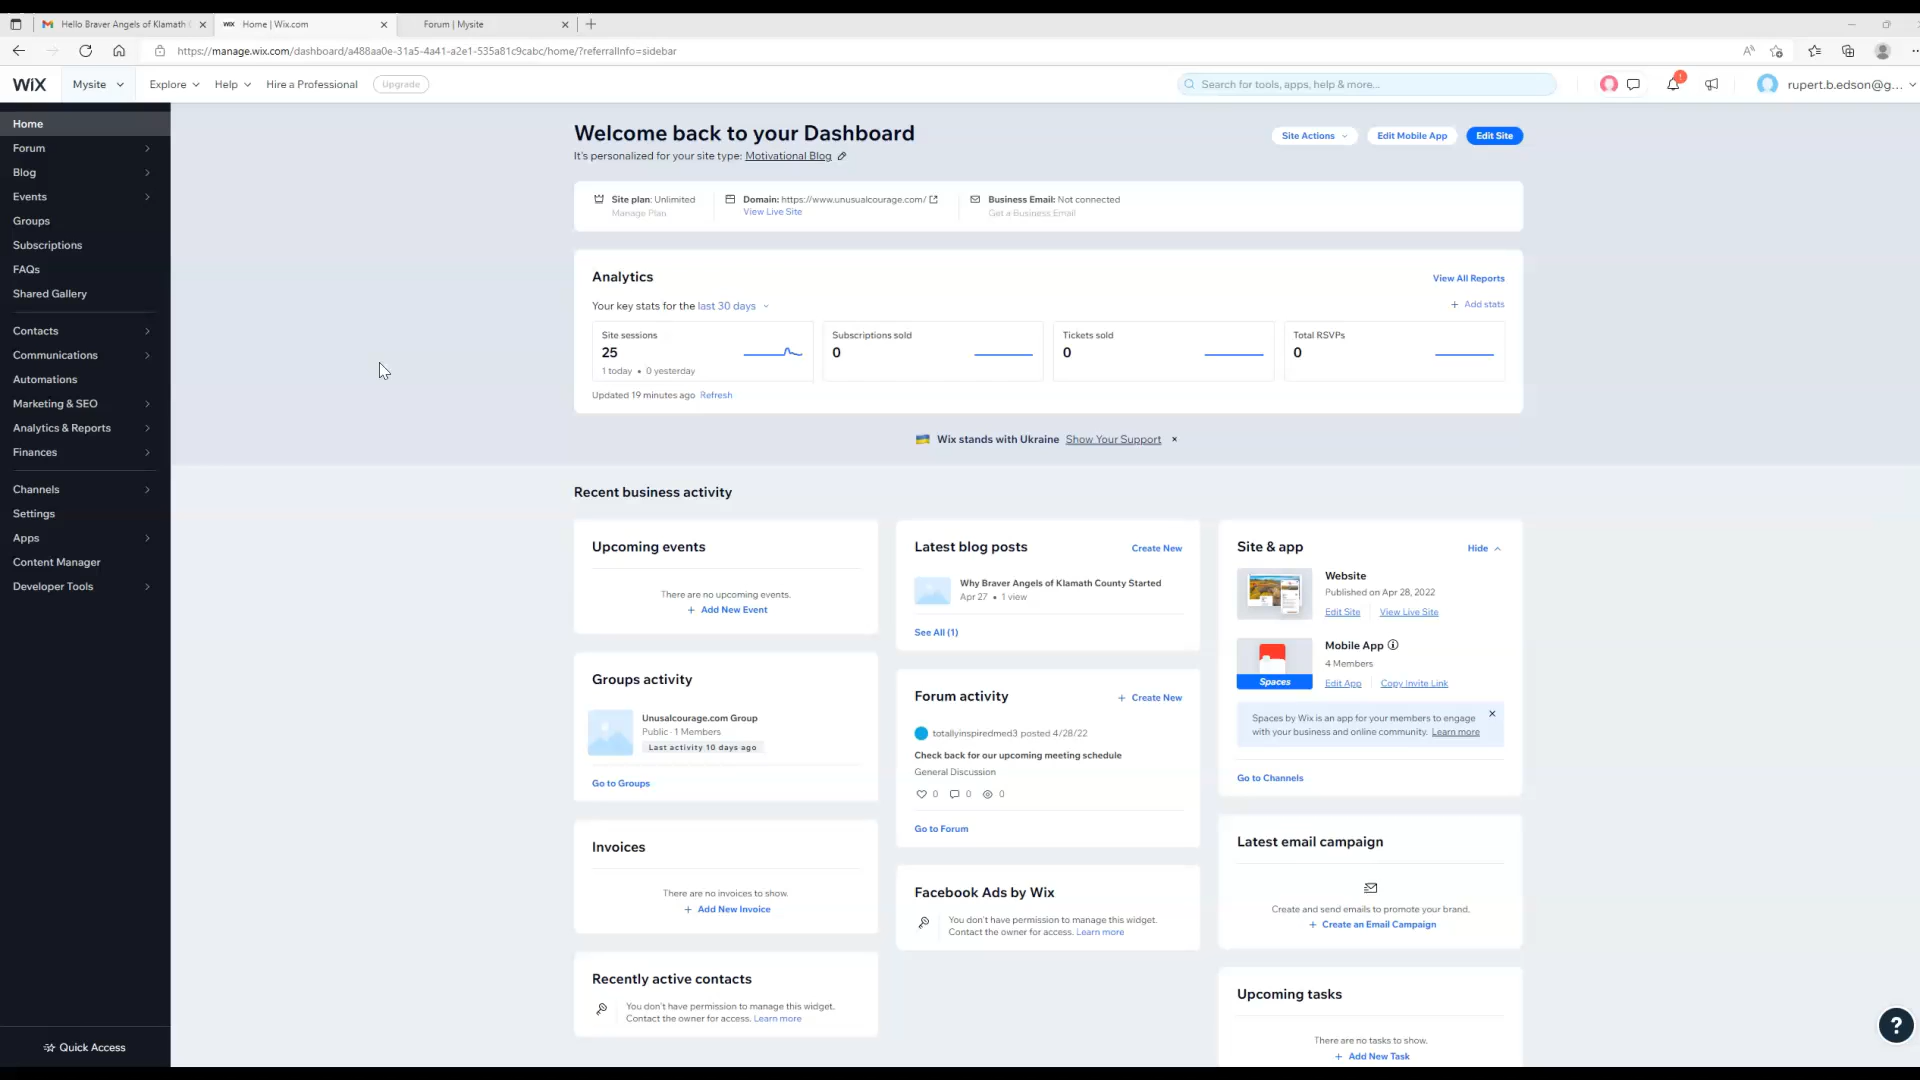 Hello Braver Angels of Klamath
Home | Wix.com
Forum | Mysite
https://manage.wix.com/dashboard/a488aa0e-31a5-4a41-a2e1-535a81c9cabc/home/?referralInfo=sidebar
WiX
Mysite
Explore
Help
Hire a Professional
Upgrade
Search for tools, apps, help & more...
rupert.b.edson@g...
Home
Forum
Blog
Events
Groups
Subscriptions
FAQs
Shared Gallery
Contacts
Communications
Automations
Marketing & SEO
Analytics & Reports
Finances
Channels
Settings
Apps
Content Manager
Developer Tools
Quick Access
Welcome back to your Dashboard
It's personalized for your site type: Motivational Blog
Site Actions
Edit Mobile App
Edit Site
Site plan: Unlimited
Manage Plan
Domain: https://www.unusualcourage.com/
View Live Site
Business Email: Not connected
Get a Business Email
Analytics
View All Reports
Your key stats for the last 30 days
+ Add stats
Site sessions
25
1 today • 0 yesterday
Subscriptions sold
0
Tickets sold
0
Total RSVPs
0
Updated 19 minutes ago Refresh
Wix stands with Ukraine Show Your Support ×
Recent business activity
Upcoming events
There are no upcoming events.
+ Add New Event
Groups activity
Unusalcourage.com Group
Public · 1 Members
Last activity 10 days ago
Go to Groups
Invoices
There are no invoices to show.
+ Add New Invoice
Recently active contacts
You don't have permission to manage this widget.
Contact the owner for access. Learn more
Latest blog posts
Create New
Why Braver Angels of Klamath County Started
Apr 27 • 1 view
See All (1)
Forum activity
+ Create New
totallyinspiredmed3 posted 4/28/22
Check back for our upcoming meeting schedule
General Discussion
0 0 0
Go to Forum
Facebook Ads by Wix
You don't have permission to manage this widget.
Contact the owner for access. Learn more
Site & app
Hide
Website
Published on Apr 28, 2022
Edit Site
View Live Site
Spaces
Mobile App
4 Members
Edit App
Copy Invite Link
Spaces by Wix is an app for your members to engage
with your business and online community. Learn more
Go to Channels
Latest email campaign
Create and send emails to promote your brand.
+ Create an Email Campaign
Upcoming tasks
There are no tasks to show.
+ Add New Task
?